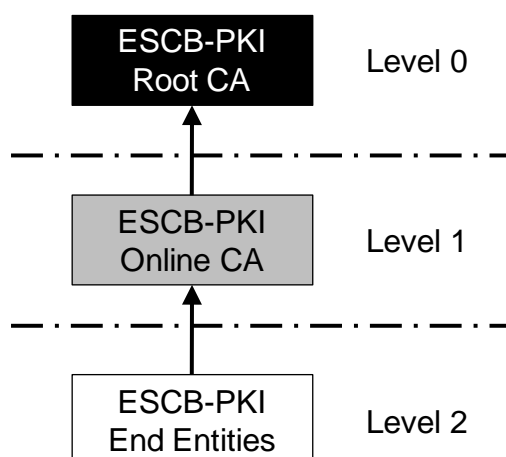 ESCB-PKI
Root CA
Level 0
ESCB-PKI
Online CA
Level 1
ESCB-PKI
End Entities
Level 2